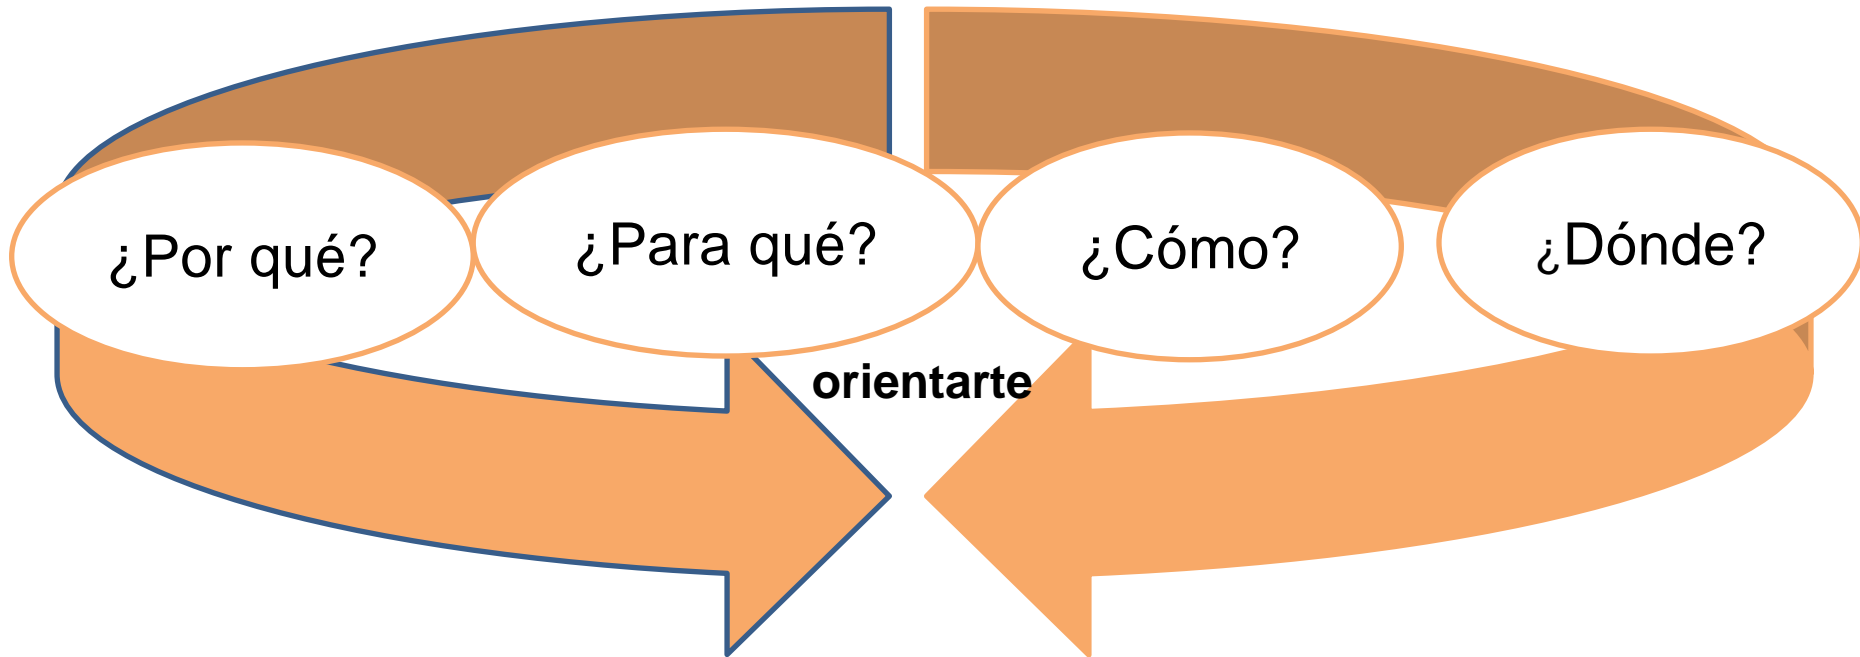 ¿Por qué?
¿Para qué?
¿Cómo?
¿Dónde?
orientarte